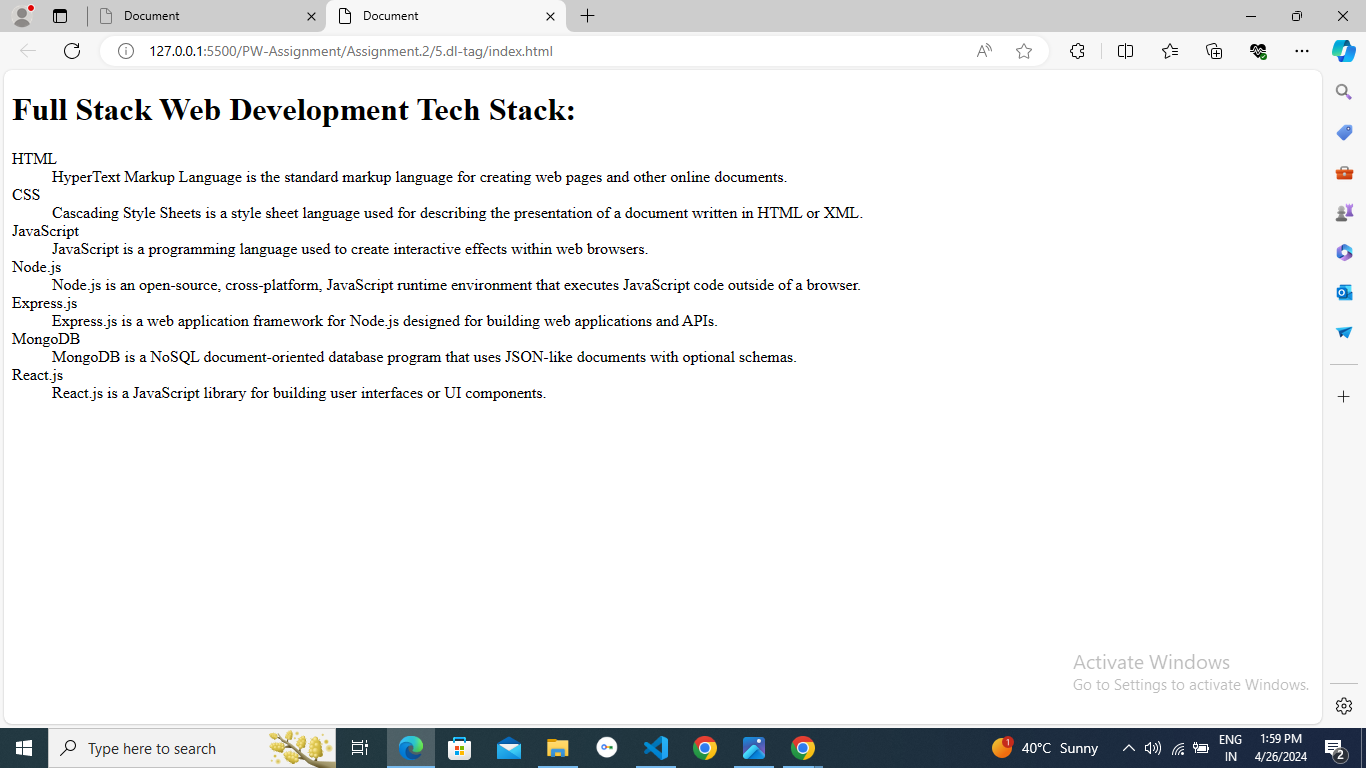 Document
Document
127.0.0.1:5500/PW-Assignment/Assignment.2/5.dl-tag/index.html
Full Stack Web Development Tech Stack:
HTML
HyperText Markup Language is the standard markup language for creating web pages and other online documents.
CSS
Cascading Style Sheets is a style sheet language used for describing the presentation of a document written in HTML or XML.
JavaScript
JavaScript is a programming language used to create interactive effects within web browsers.
Node.js
Node.js is an open-source, cross-platform, JavaScript runtime environment that executes JavaScript code outside of a browser.
Express.js
Express.js is a web application framework for Node.js designed for building web applications and APIs.
MongoDB
MongoDB is a NoSQL document-oriented database program that uses JSON-like documents with optional schemas.
React.js
React.js is a JavaScript library for building user interfaces or UI components.
Activate Windows
Go to Settings to activate Windows.
Type here to search
1
40°C Sunny
ENG
IN
1:59 PM
4/26/2024
2